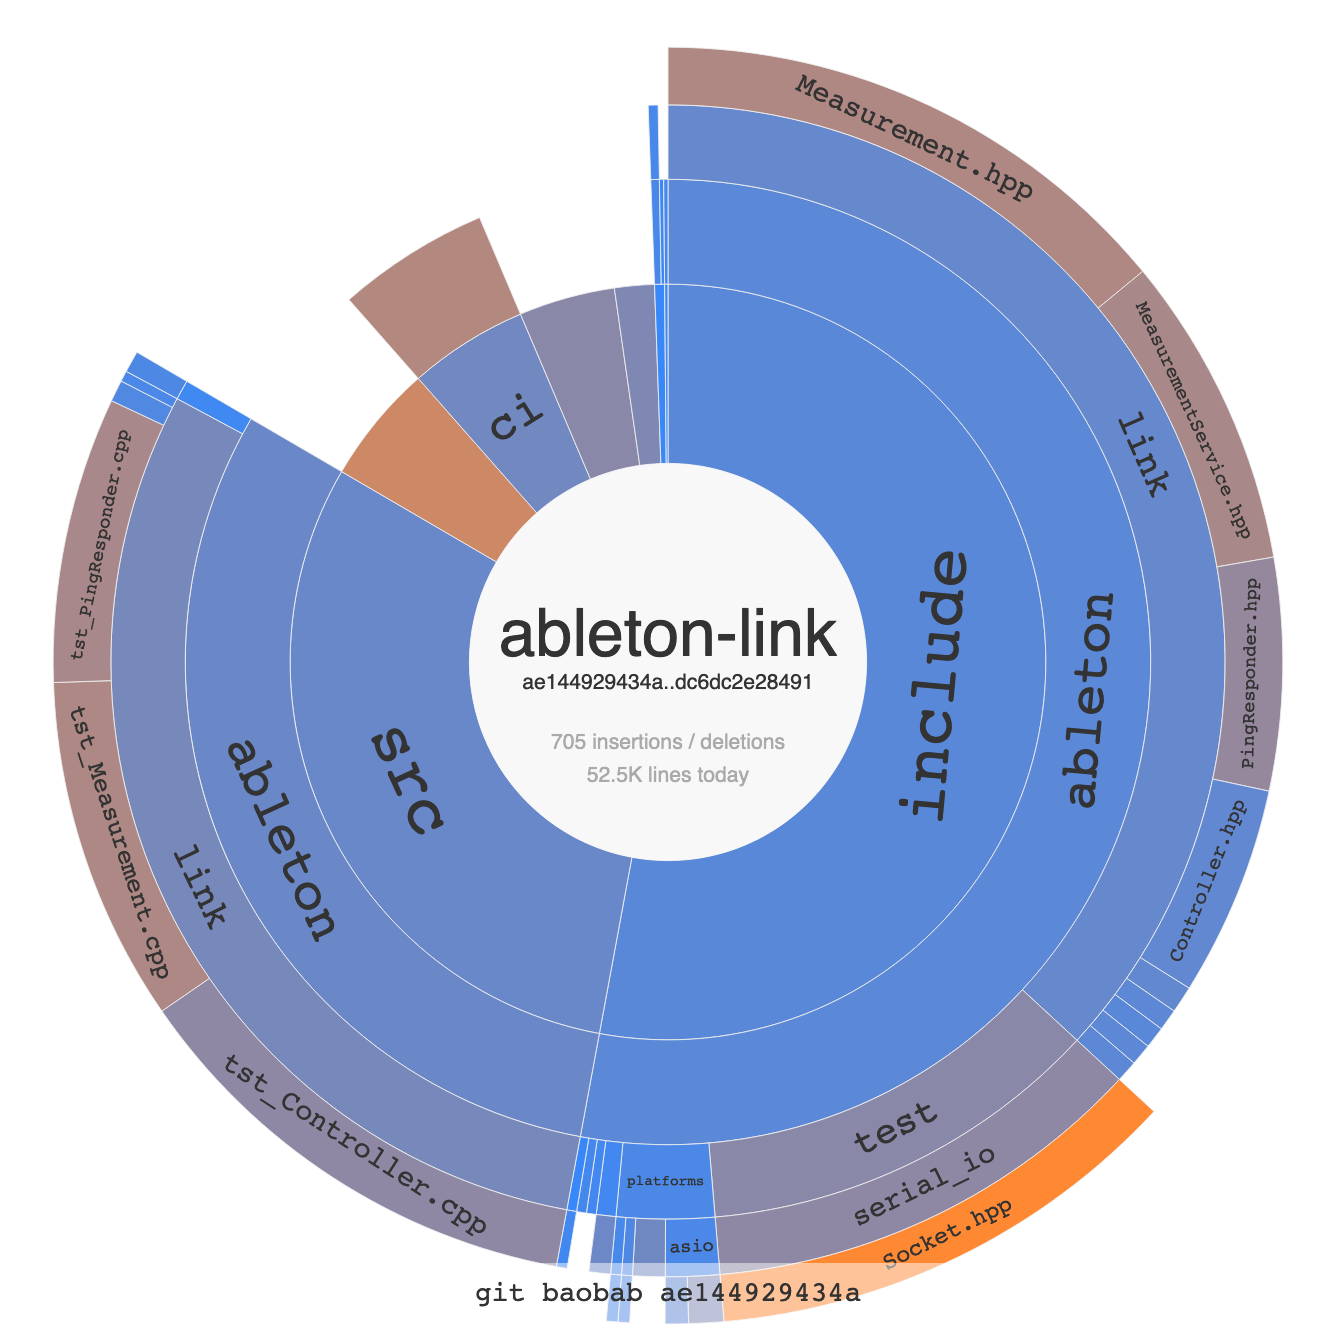 Measurement.hpp
MeasurementService.hpp
link
ci
tst_PingResponder.cpp
include
ableton
PingResponder.hpp
ableton-link
ae144929434a..dc6dc2e28491
705 insertions / deletions
52.5K lines today
src
ableton
link
tst_Measurement.cpp
Controller.hpp
tst_Controller.cpp
test
serial_io
Socket.hpp
platforms
asio
git baobab ae144929434a